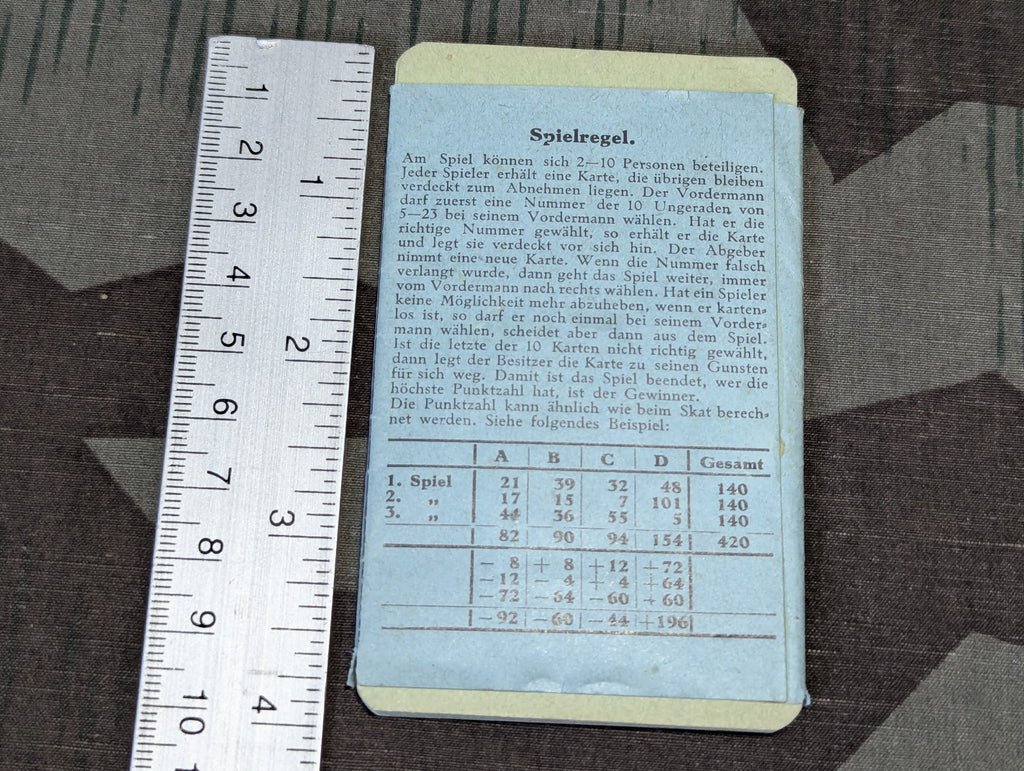 Spielregel.
Am Spiel können sich 2—10 Personen beteiligen.
Jeder Spieler erhält eine Karte, die übrigen bleiben
verdeckt zum Abnehmen liegen. Der Vordermann
darf zuerst eine Nummer der 10 Ungeraden von
5—23 bei seinem Vordermann wählen. Hat er die
richtige Nummer gewählt, so erhält er die Karte
und legt sie verdeckt vor sich hin. Der Abgeber
nimmt eine neue Karte. Wenn die Nummer falsch
verlangt wurde, dann geht das Spiel weiter, immer
vom Vordermann nach rechts wählen. Hat ein Spieler
keine Möglichkeit mehr abzuheben, wenn er karten-
los ist, so darf er noch einmal bei seinem Vorder-
mann wählen, scheidet aber dann aus dem Spiel.
Ist die letzte der 10 Karten nicht richtig gewählt,
dann legt der Besitzer die Karte zu seinen Gunsten
für sich weg. Damit ist das Spiel beendet, wer die
höchste Punktzahl hat, ist der Gewinner.
Die Punktzahl kann ähnlich wie beim Skat berech-
net werden. Siehe folgendes Beispiel:
A B C D Gesamt
1. Spiel 21 39 32 48 140
2. „ 17 15 7 101 140
3. „ 44 36 55 5 140
82 90 94 154 420
— 8 + 8 +12 +72
—12 — 4 + 4 +64
—72 —64 —60 +60
—92 —60 —44 +196
1 2 3 4 5 6 7 8 9 10
1 2 3 4